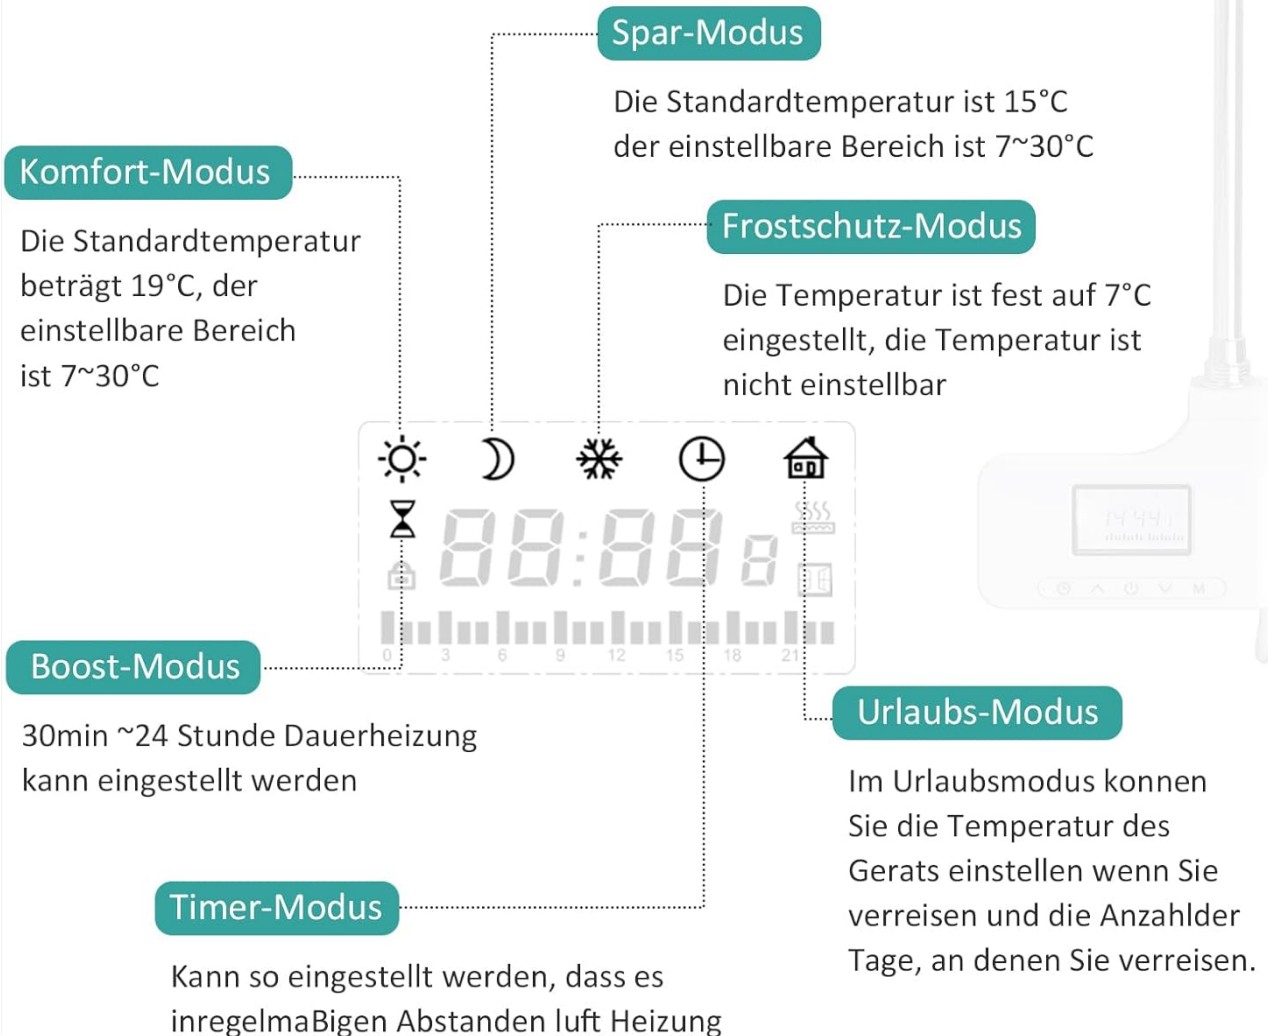 Spar-Modus
Die Standardtemperatur ist 15°C
der einstellbare Bereich ist 7~30°C
Komfort-Modus
Die Standardtemperatur
beträgt 19°C, der
einstellbare Bereich
ist 7~30°C
Frostschutz-Modus
Die Temperatur ist fest auf 7°C
eingestellt, die Temperatur ist
nicht einstellbar
88:88 8
0 3 6 9 12 15 18 21
M
Boost-Modus
30min ~24 Stunde Dauerheizung
kann eingestellt werden
Urlaubs-Modus
Im Urlaubsmodus konnen
Sie die Temperatur des
Gerats einstellen wenn Sie
verreisen und die Anzahlder
Tage, an denen Sie verreisen.
Timer-Modus
Kann so eingestellt werden, dass es
inregelmaBigen Abstanden luft Heizung